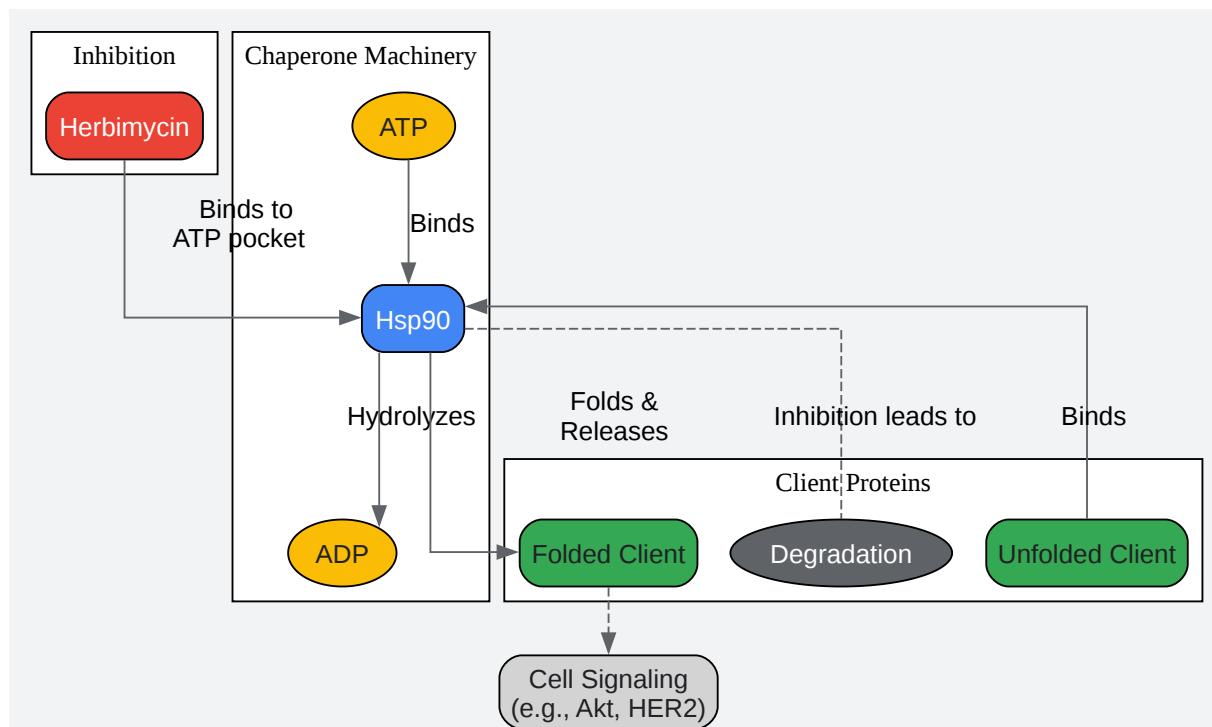 Inhibition
Chaperone Machinery
Herbimycin
ATP
Binds to
ATP pocket
Binds
Hsp90
Hydrolyzes
Folds &
Releases
Inhibition leads to
Binds
Client Proteins
ADP
Folded Client
Degradation
Unfolded Client
Cell Signaling
(e.g., Akt, HER2)